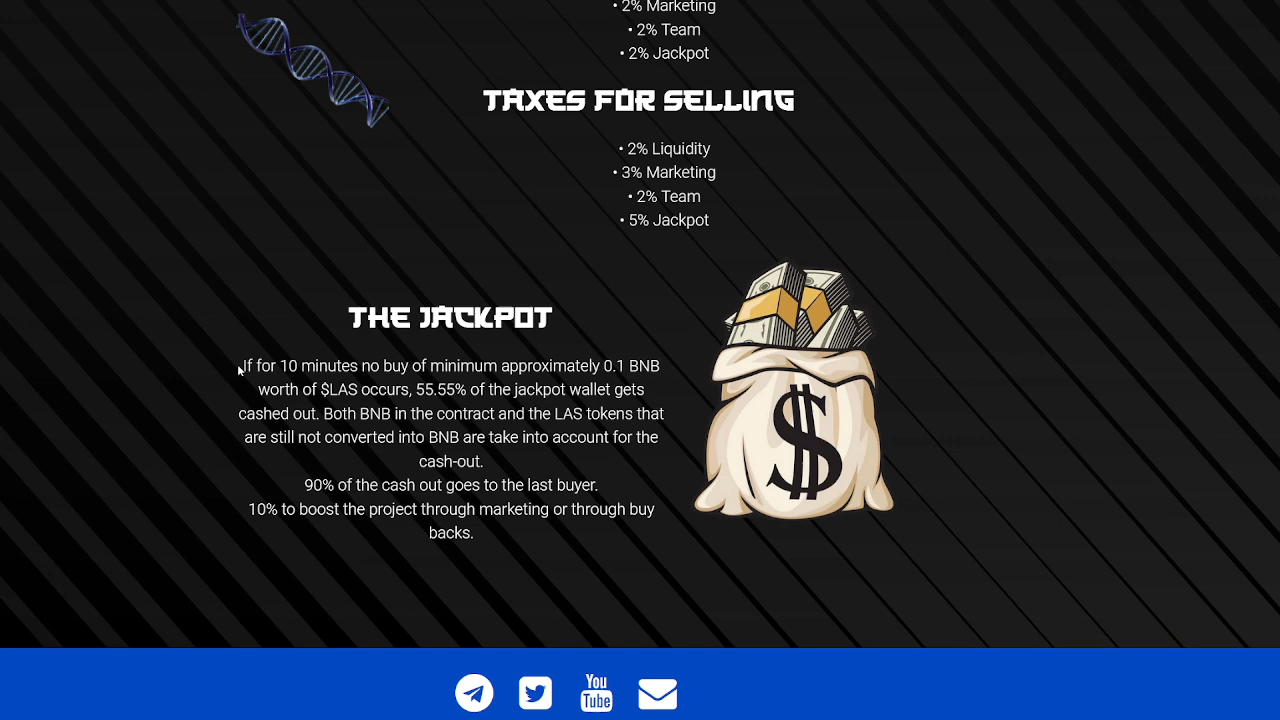 • 2% Marketing
• 2% Team
• 2% Jackpot
TAXES FOR SELLING
• 2% Liquidity
• 3% Marketing
• 2% Team
• 5% Jackpot
THE JACKPOT
If for 10 minutes no buy of minimum approximately 0.1 BNB
worth of $LAS occurs, 55.55% of the jackpot wallet gets
cashed out. Both BNB in the contract and the LAS tokens that
are still not converted into BNB are take into account for the
cash-out.
90% of the cash out goes to the last buyer.
10% to boost the project through marketing or through buy
backs.
$
You
Tube